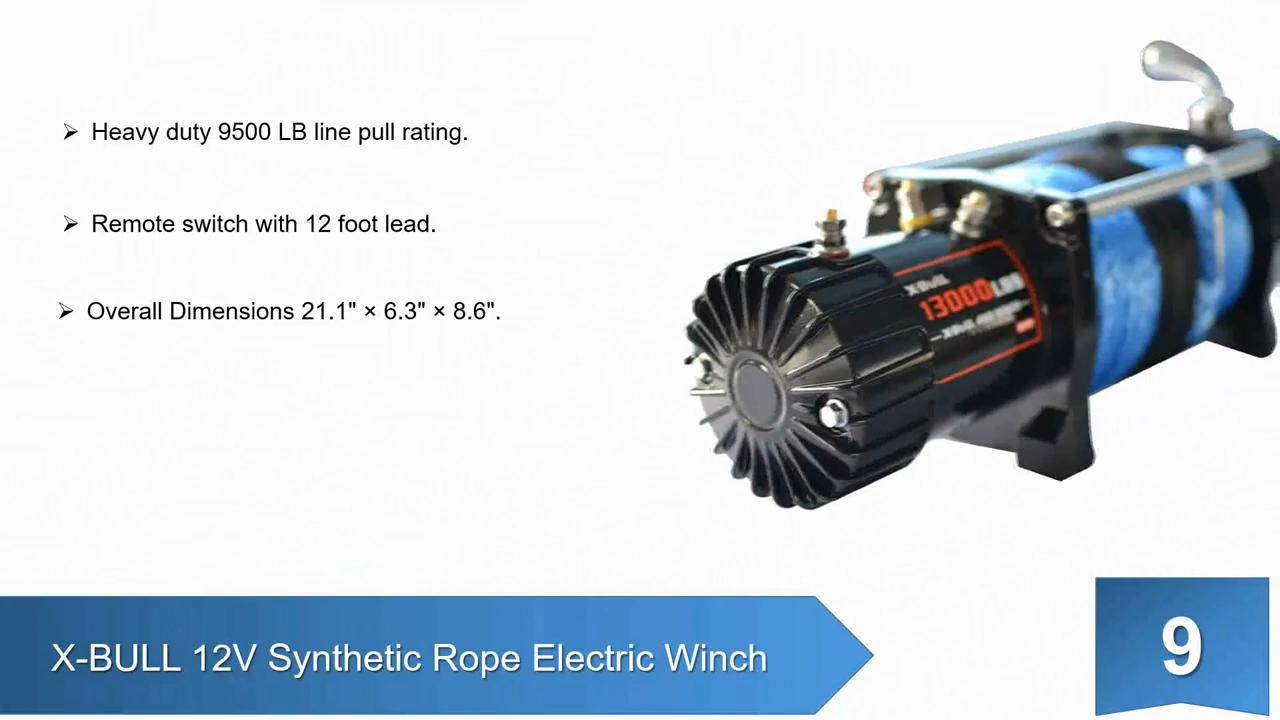 Heavy duty 9500 LB line pull rating.
Remote switch with 12 foot lead.
Overall Dimensions 21.1" × 6.3" × 8.6".
X-BULL
13000LBS
X-BULL 12V Synthetic Rope Electric Winch
9